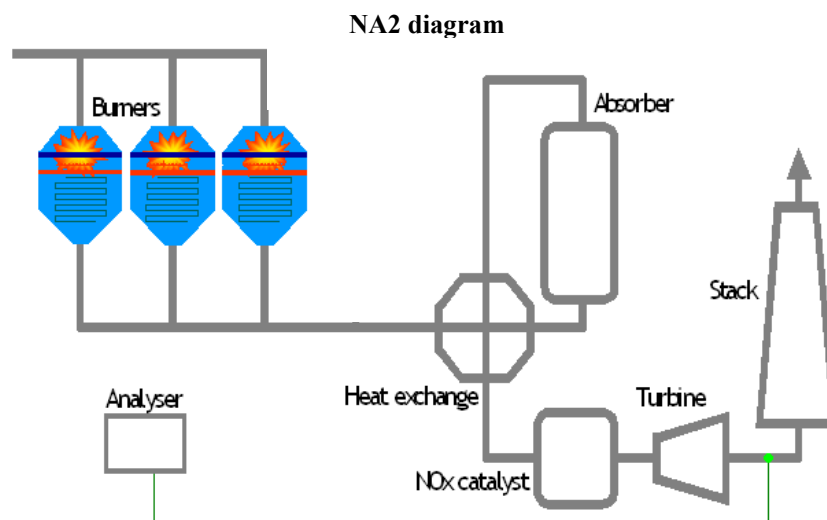 NA2 diagram
Burners
Absorber
Stack
Heat exchange
Analyser
Turbine
NOx catalyst